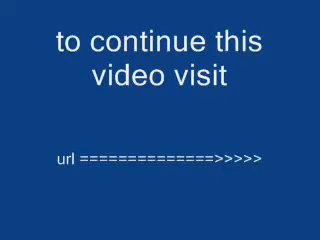 to continue this
video visit
url ==============>>>>>